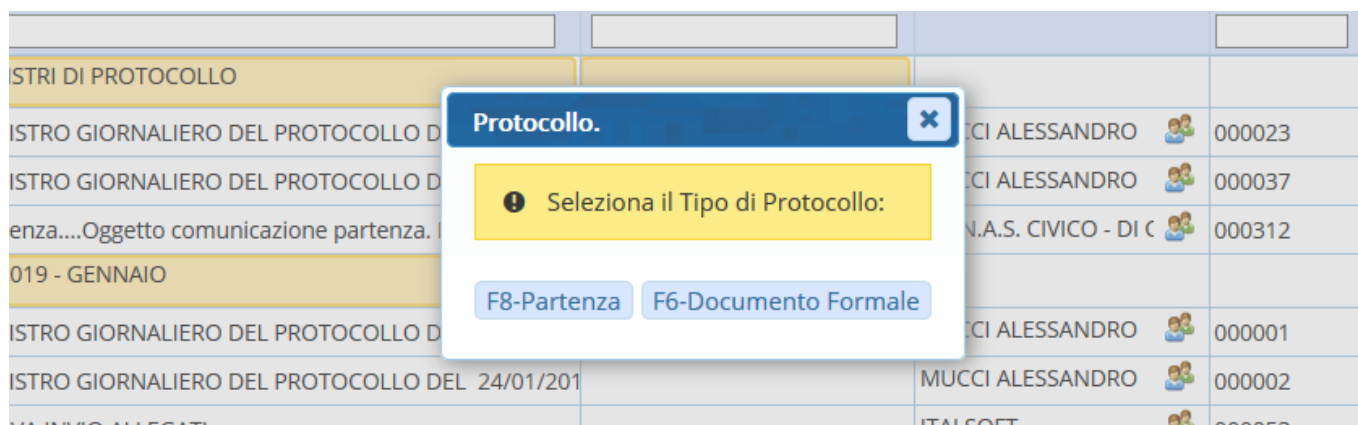 ISTRI DI PROTOCOLLO
Protocollo.
ISTRO GIORNALIERO DEL PROTOCOLLO D
CCI ALESSANDRO 000023
Seleziona il Tipo di Protocollo:
ISTRO GIORNALIERO DEL PROTOCOLLO D
CCI ALESSANDRO 000037
enza....Oggetto comunicazione partenza.
N.A.S. CIVICO - DI C 000312
019 - GENNAIO
F8-Partenza F6-Documento Formale
ISTRO GIORNALIERO DEL PROTOCOLLO D
CCI ALESSANDRO 000001
ISTRO GIORNALIERO DEL PROTOCOLLO DEL 24/01/201 MUCCI ALESSANDRO 000002